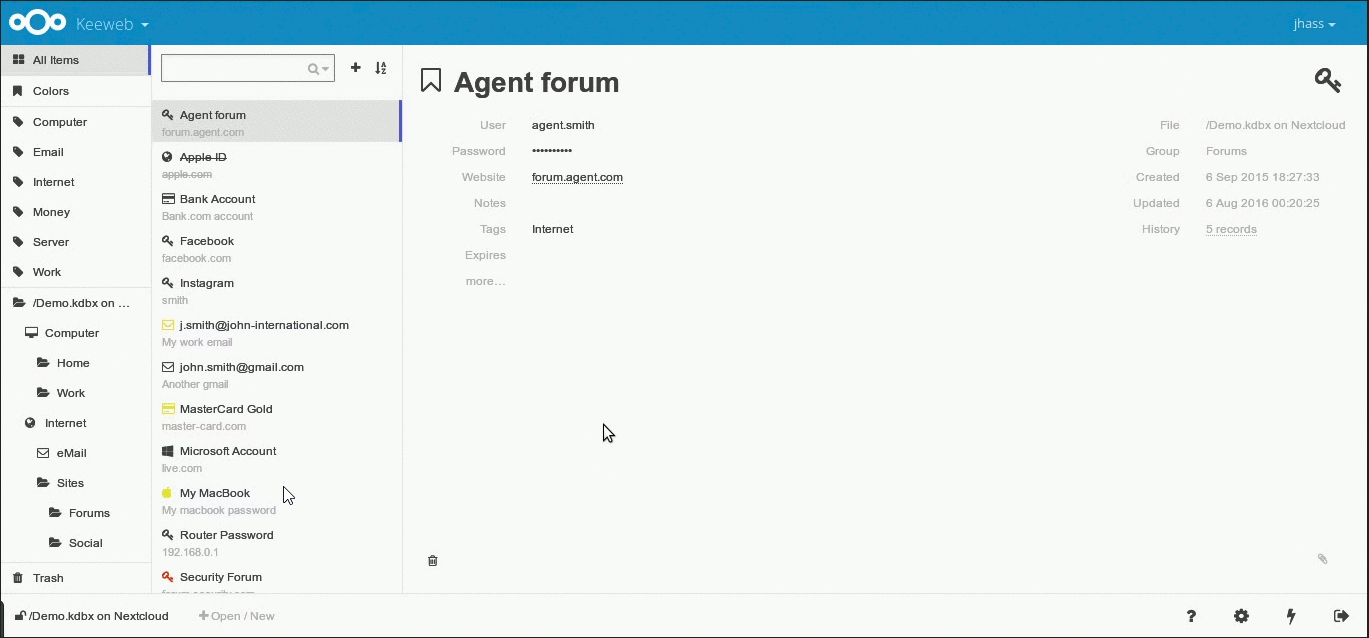 Keeweb
jhass
All Items
Colors
Computer
Email
Internet
Money
Server
Work
/Demo.kdbx on ...
Computer
Home
Work
Internet
eMail
Sites
Forums
Social
Trash
Agent forum
forum.agent.com
Apple ID
apple.com
Bank Account
Bank.com account
Facebook
facebook.com
Instagram
smith
j.smith@john-international.com
My work email
john.smith@gmail.com
Another gmail
MasterCard Gold
master-card.com
Microsoft Account
live.com
My MacBook
My macbook password
Router Password
192.168.0.1
Security Forum
forum.security.com
Agent forum
User agent.smith
Password ••••••••••
Website forum.agent.com
Notes
Tags Internet
Expires
more...
File /Demo.kdbx on Nextcloud
Group Forums
Created 6 Sep 2015 18:27:33
Updated 6 Aug 2016 00:20:25
History 5 records
/Demo.kdbx on Nextcloud
+ Open / New
?